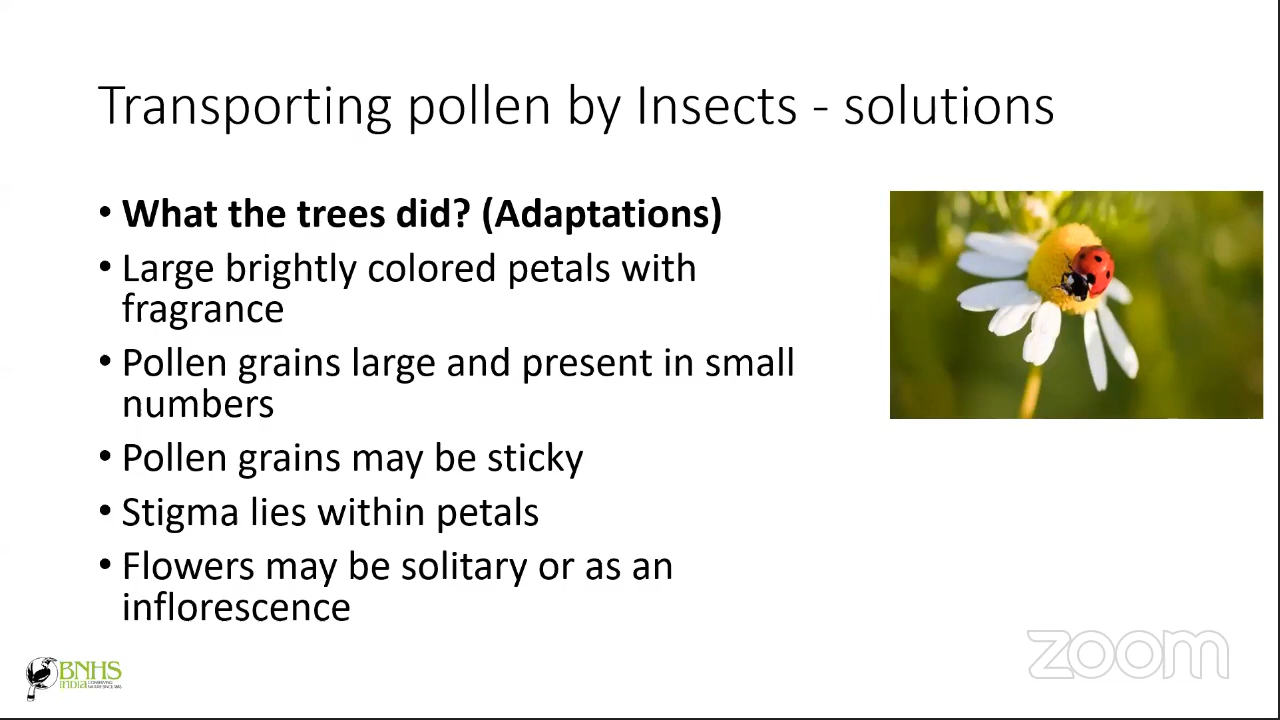 Transporting pollen by Insects - solutions
• What the trees did? (Adaptations)
• Large brightly colored petals with
fragrance
• Pollen grains large and present in small
numbers
• Pollen grains may be sticky
• Stigma lies within petals
• Flowers may be solitary or as an
inflorescence
BNHS
INDIA
zoom